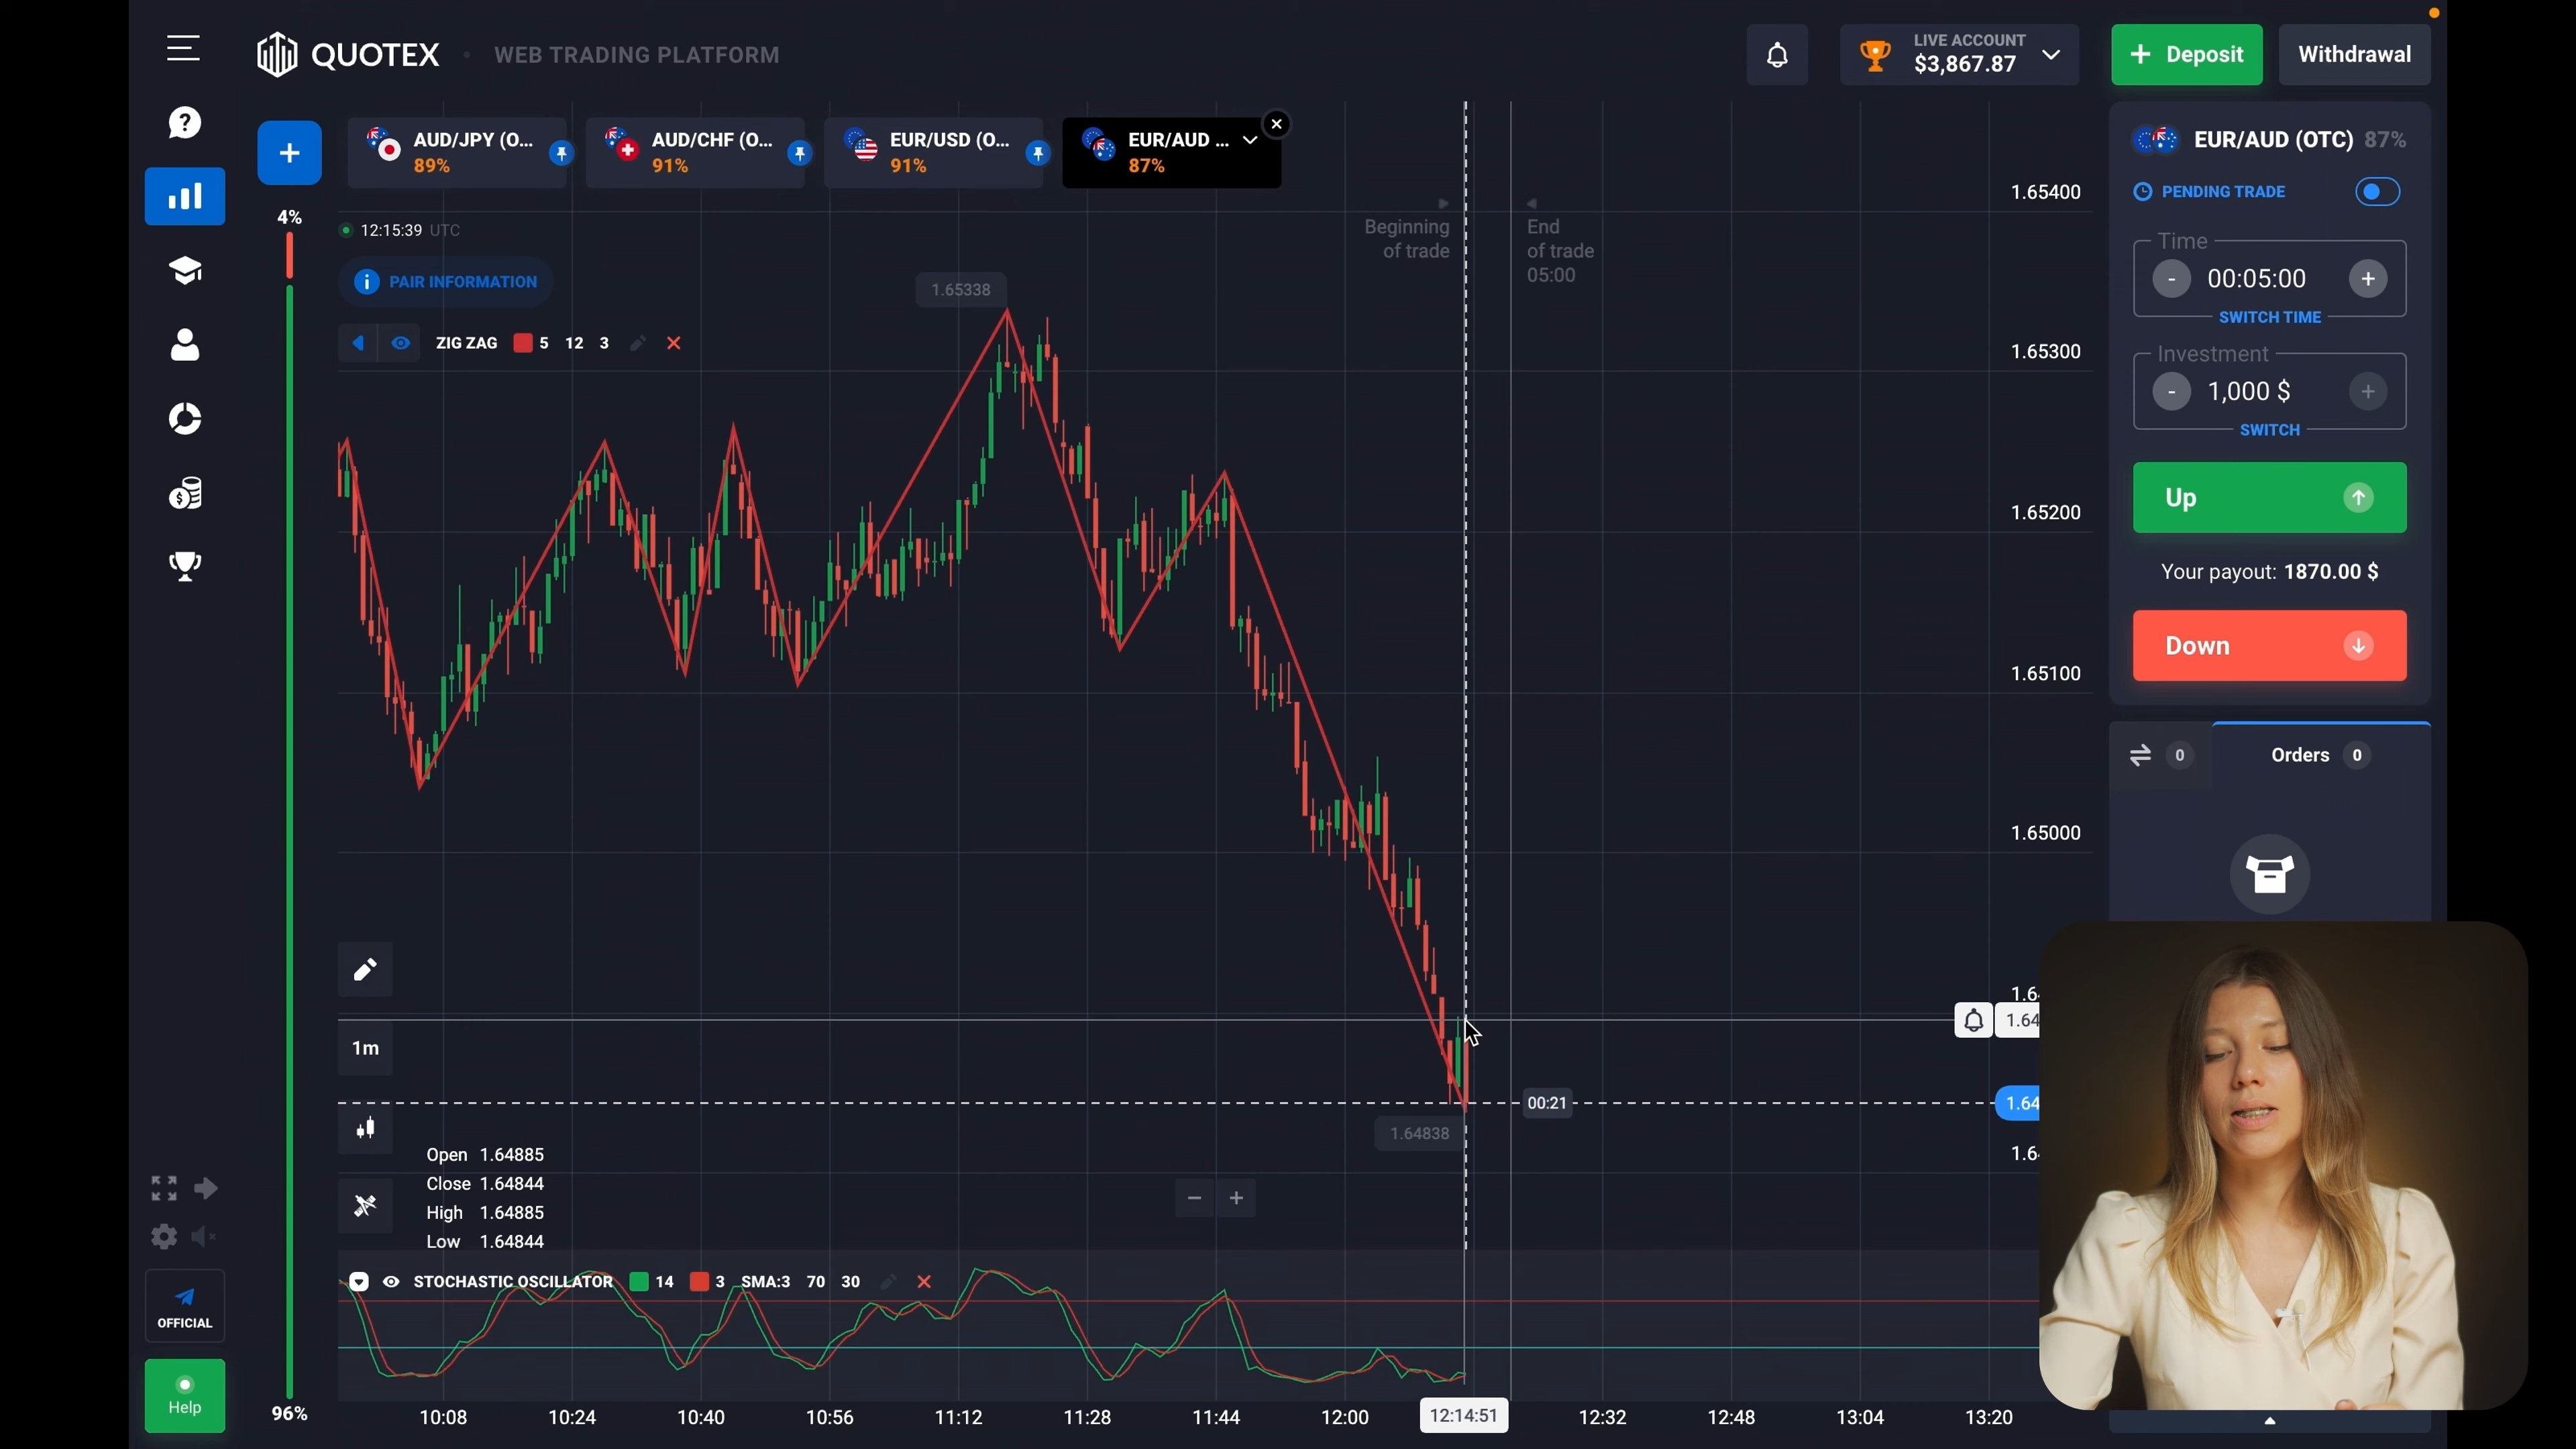 QUOTEX • WEB TRADING PLATFORM
LIVE ACCOUNT
$3,867.87
+ Deposit
Withdrawal
AUD/JPY (O...
89%
AUD/CHF (O...
91%
EUR/USD (O...
91%
EUR/AUD ...
87%
4%
12:15:39 UTC
PAIR INFORMATION
ZIG ZAG 5 12 3
1.65338
Beginning
of trade
End
of trade
05:00
1.65400
1.65300
1.65200
1.65100
1.65000
1.64
1.64
00:21
1.64838
EUR/AUD (OTC) 87%
PENDING TRADE
Time
- 00:05:00 +
SWITCH TIME
Investment
- 1,000 $ +
SWITCH
Up
Your payout: 1870.00 $
Down
0
Orders 0
1m
Open 1.64885
Close 1.64844
High 1.64885
Low 1.64844
− +
STOCHASTIC OSCILLATOR 14 3 SMA:3 70 30
OFFICIAL
Help
96%
10:08 10:24 10:40 10:56 11:12 11:28 11:44 12:00 12:14:51 12:32 12:48 13:04 13:20